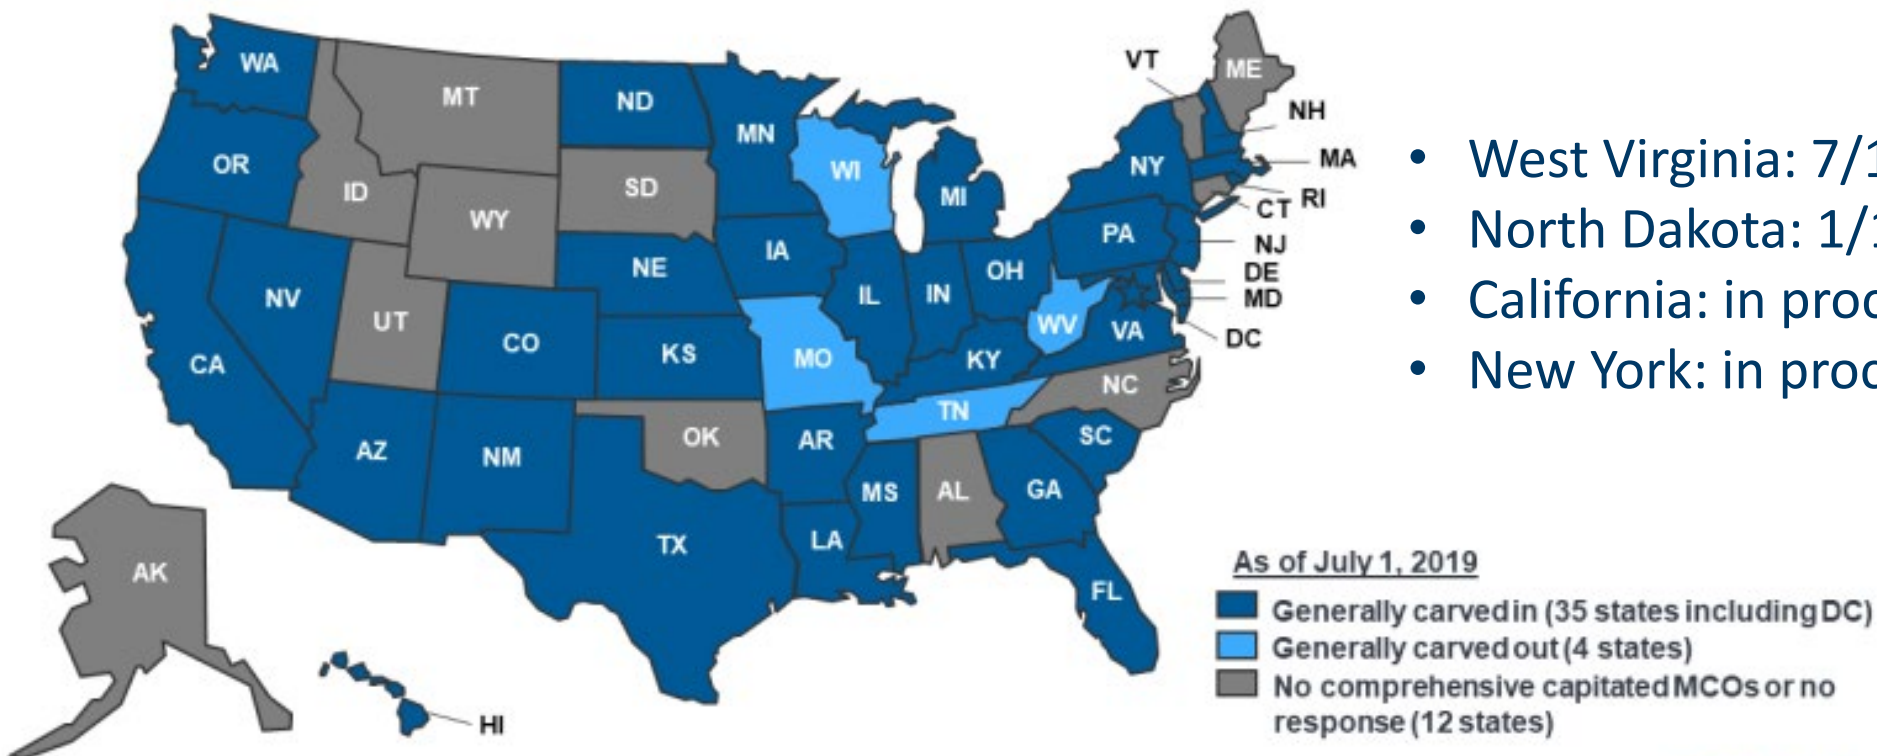 WA
MT
ND
MN
VT
ME
NH
OR
ID
SD
WI
NY
MA
WY
MI
RI
CT
IA
PA
NJ
NE
OH
DE
NV
IL
IN
MD
UT
WV
VA
DC
CO
KS
MO
KY
CA
NC
TN
OK
AR
SC
AZ
NM
MS
AL
GA
TX
LA
AK
FL
HI
• West Virginia: 7/1
• North Dakota: 1/1
• California: in proc
• New York: in proc
As of July 1, 2019
Generally carved in (35 states including DC)
Generally carved out (4 states)
No comprehensive capitated MCOs or no
response (12 states)